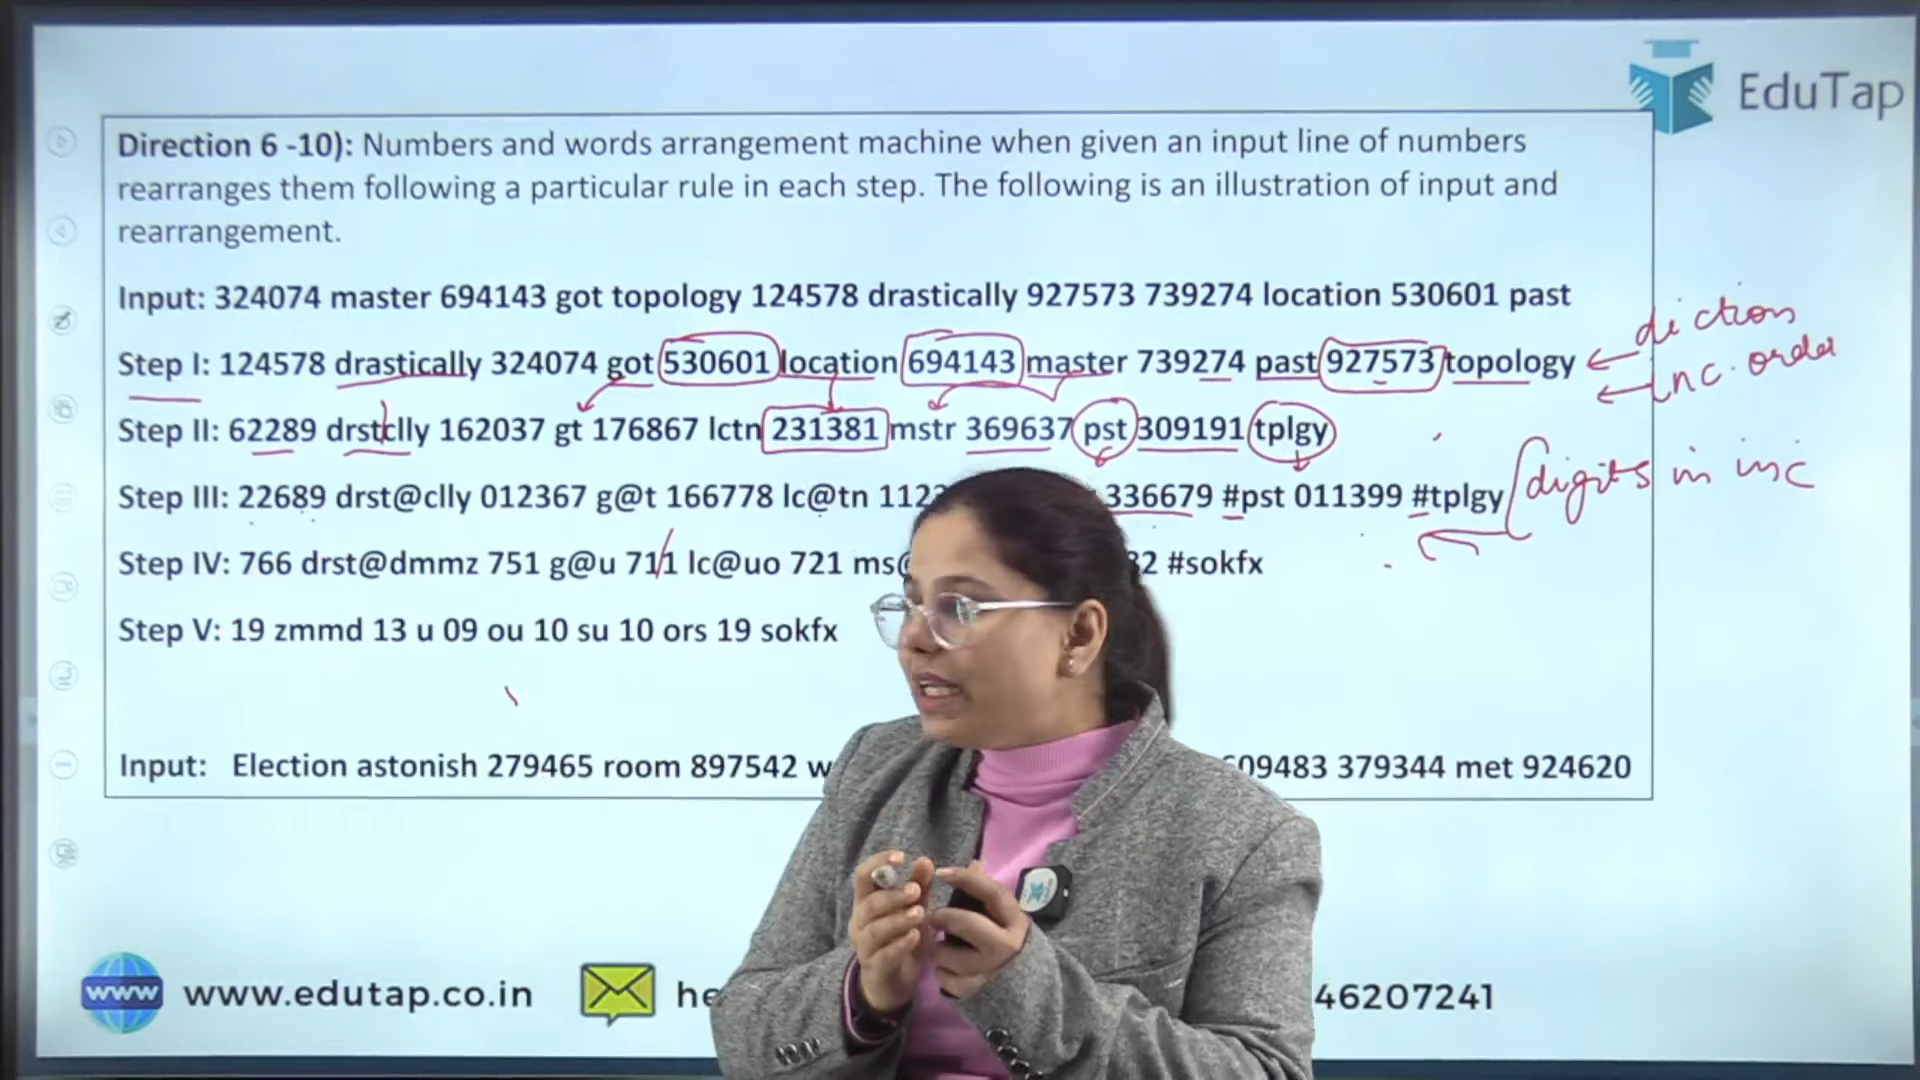 EduTap
Direction 6 -10): Numbers and words arrangement machine when given an input line of numbers
rearranges them following a particular rule in each step. The following is an illustration of input and
rearrangement.
Input: 324074 master 694143 got topology 124578 drastically 927573 739274 location 530601 past
diction
Step I: 124578 drastically 324074 got 530601 location 694143 master 739274 past 927573 topology
inc. order
Step II: 62289 drstclly 162037 gt 176867 lctn 231381 mstr 369637 pst 309191 tplgy
digits in inc
Step III: 22689 drst@clly 012367 g@t 166778 lc@tn 336679 #pst 011399 #tplgy
Step IV: 766 drst@dmmz 751 g@u 711 lc@uo 721 #sokfx
Step V: 19 zmmd 13 u 09 ou 10 su 10 ors 19 sokfx
Input: Election astonish 279465 room 897542 379344 met 924620
www www.edutap.co.in 46207241